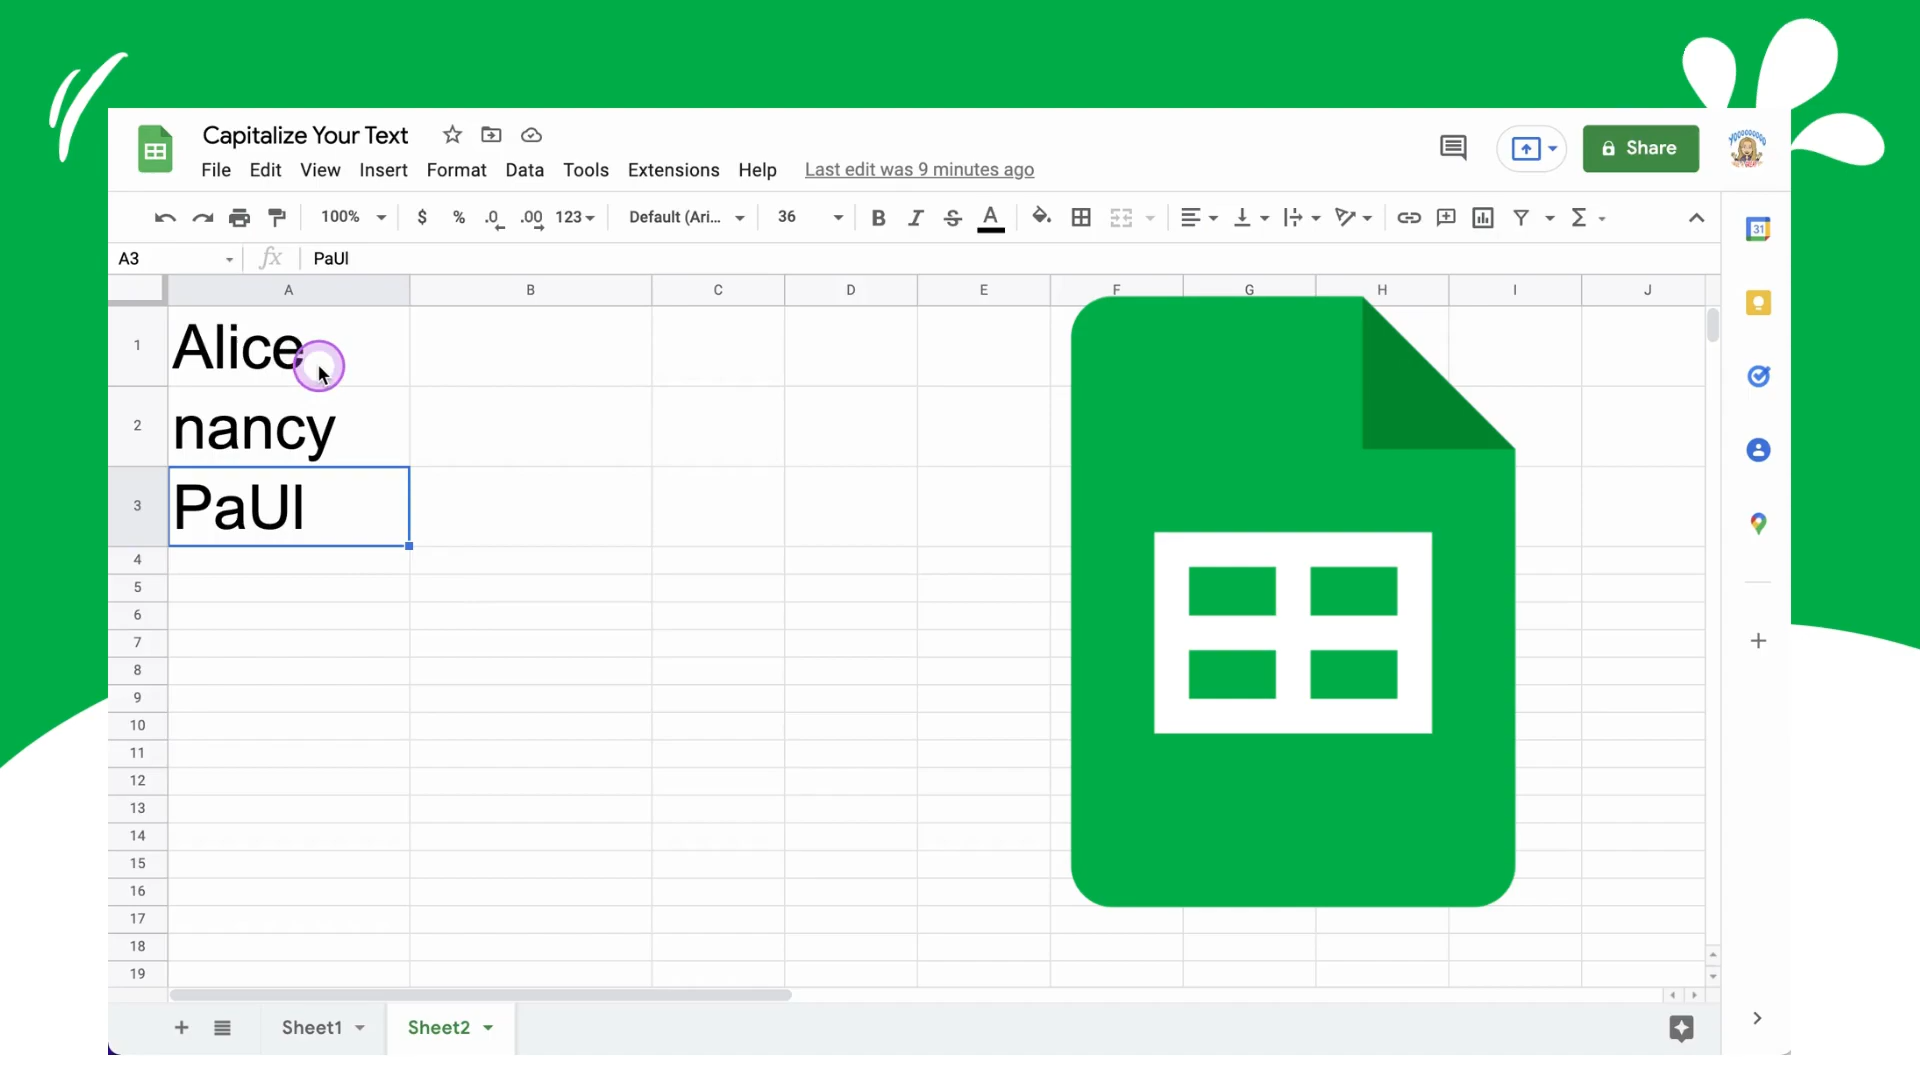 Capitalize Your Text
File Edit View Insert Format Data Tools Extensions Help Last edit was 9 minutes ago
Share
100% $ % .0 .00 123 Default (Ari... 36 B I S A Σ
31
A3 fx PaUl
A B C D E F G H I J
1 Alice
2 nancy
3 PaUl
4
5
6
7
8
9
10
11
12
13
14
15
16
17
18
19
Sheet1 Sheet2